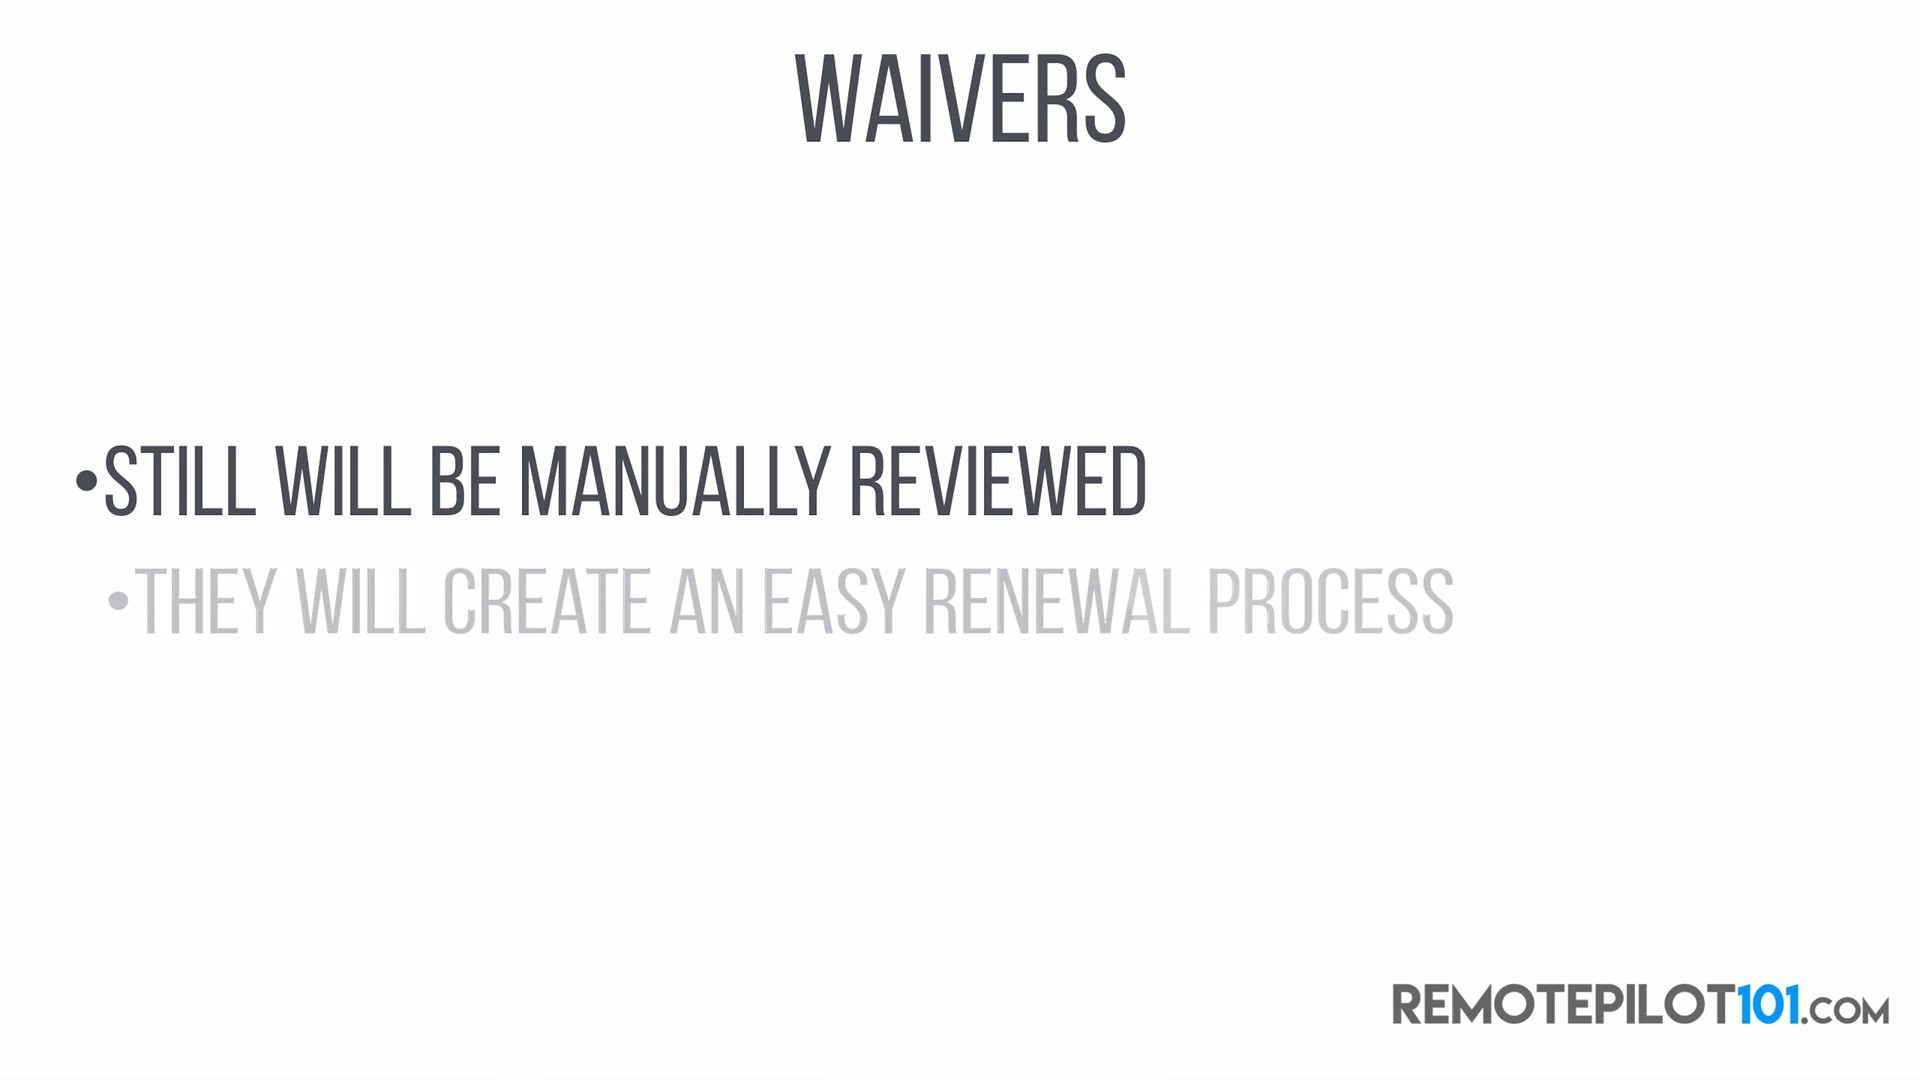 WAIVERS
•STILL WILL BE MANUALLY REVIEWED
•THEY WILL CREATE AN EASY RENEWAL PROCESS
REMOTEPILOT101.COM